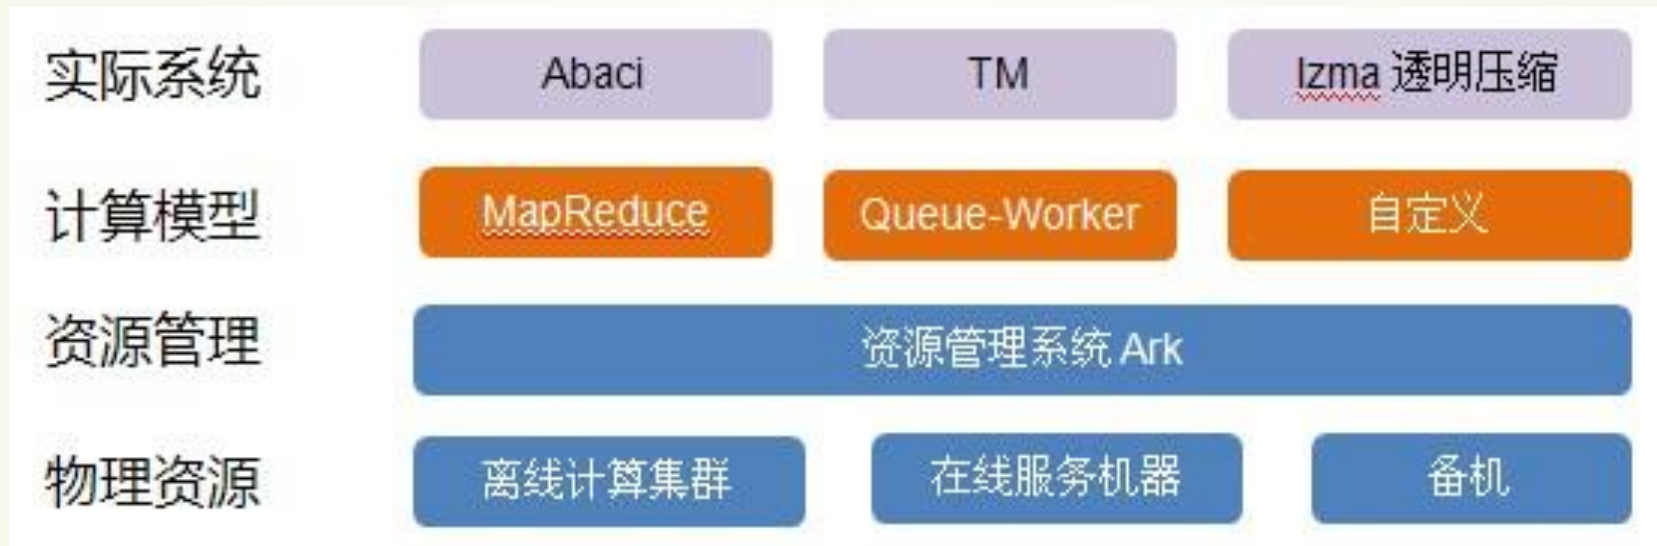 实际系统 Abaci TM lzma 透明压缩
计算模型 MapReduce Queue-Worker 自定义
资源管理 资源管理系统 Ark
物理资源 离线计算集群 在线服务机器 备机